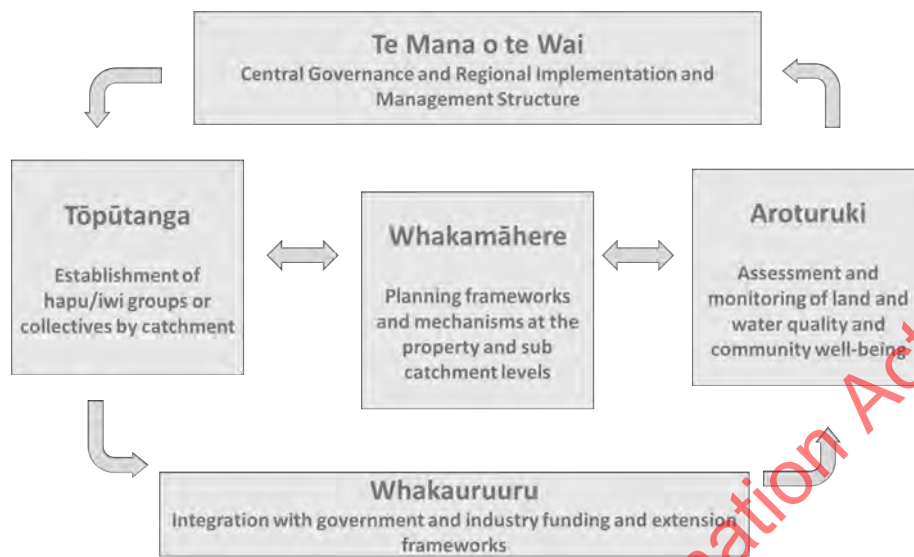 Te Mana o te Wai
Central Governance and Regional Implementation and
Management Structure
Tōpūtanga
Establishment of
hapu/iwi groups or
collectives by catchment
Whakamāhere
Planning frameworks
and mechanisms at the
property and sub
catchment levels
Aroturuki
Assessment and
monitoring of land and
water quality and
community well-being
Whakauruuru
Integration with government and industry funding and extension
frameworks
ation Act